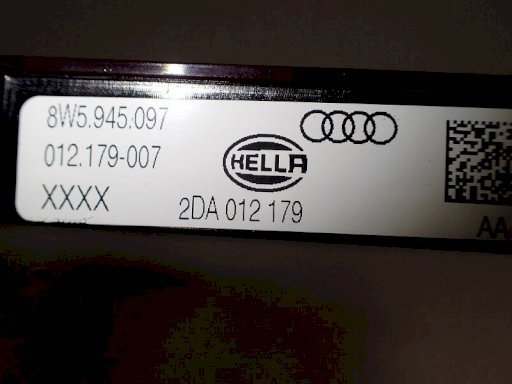 8W5.945.097
012.179-007
HELLA
XXXX
2DA 012 179
AA